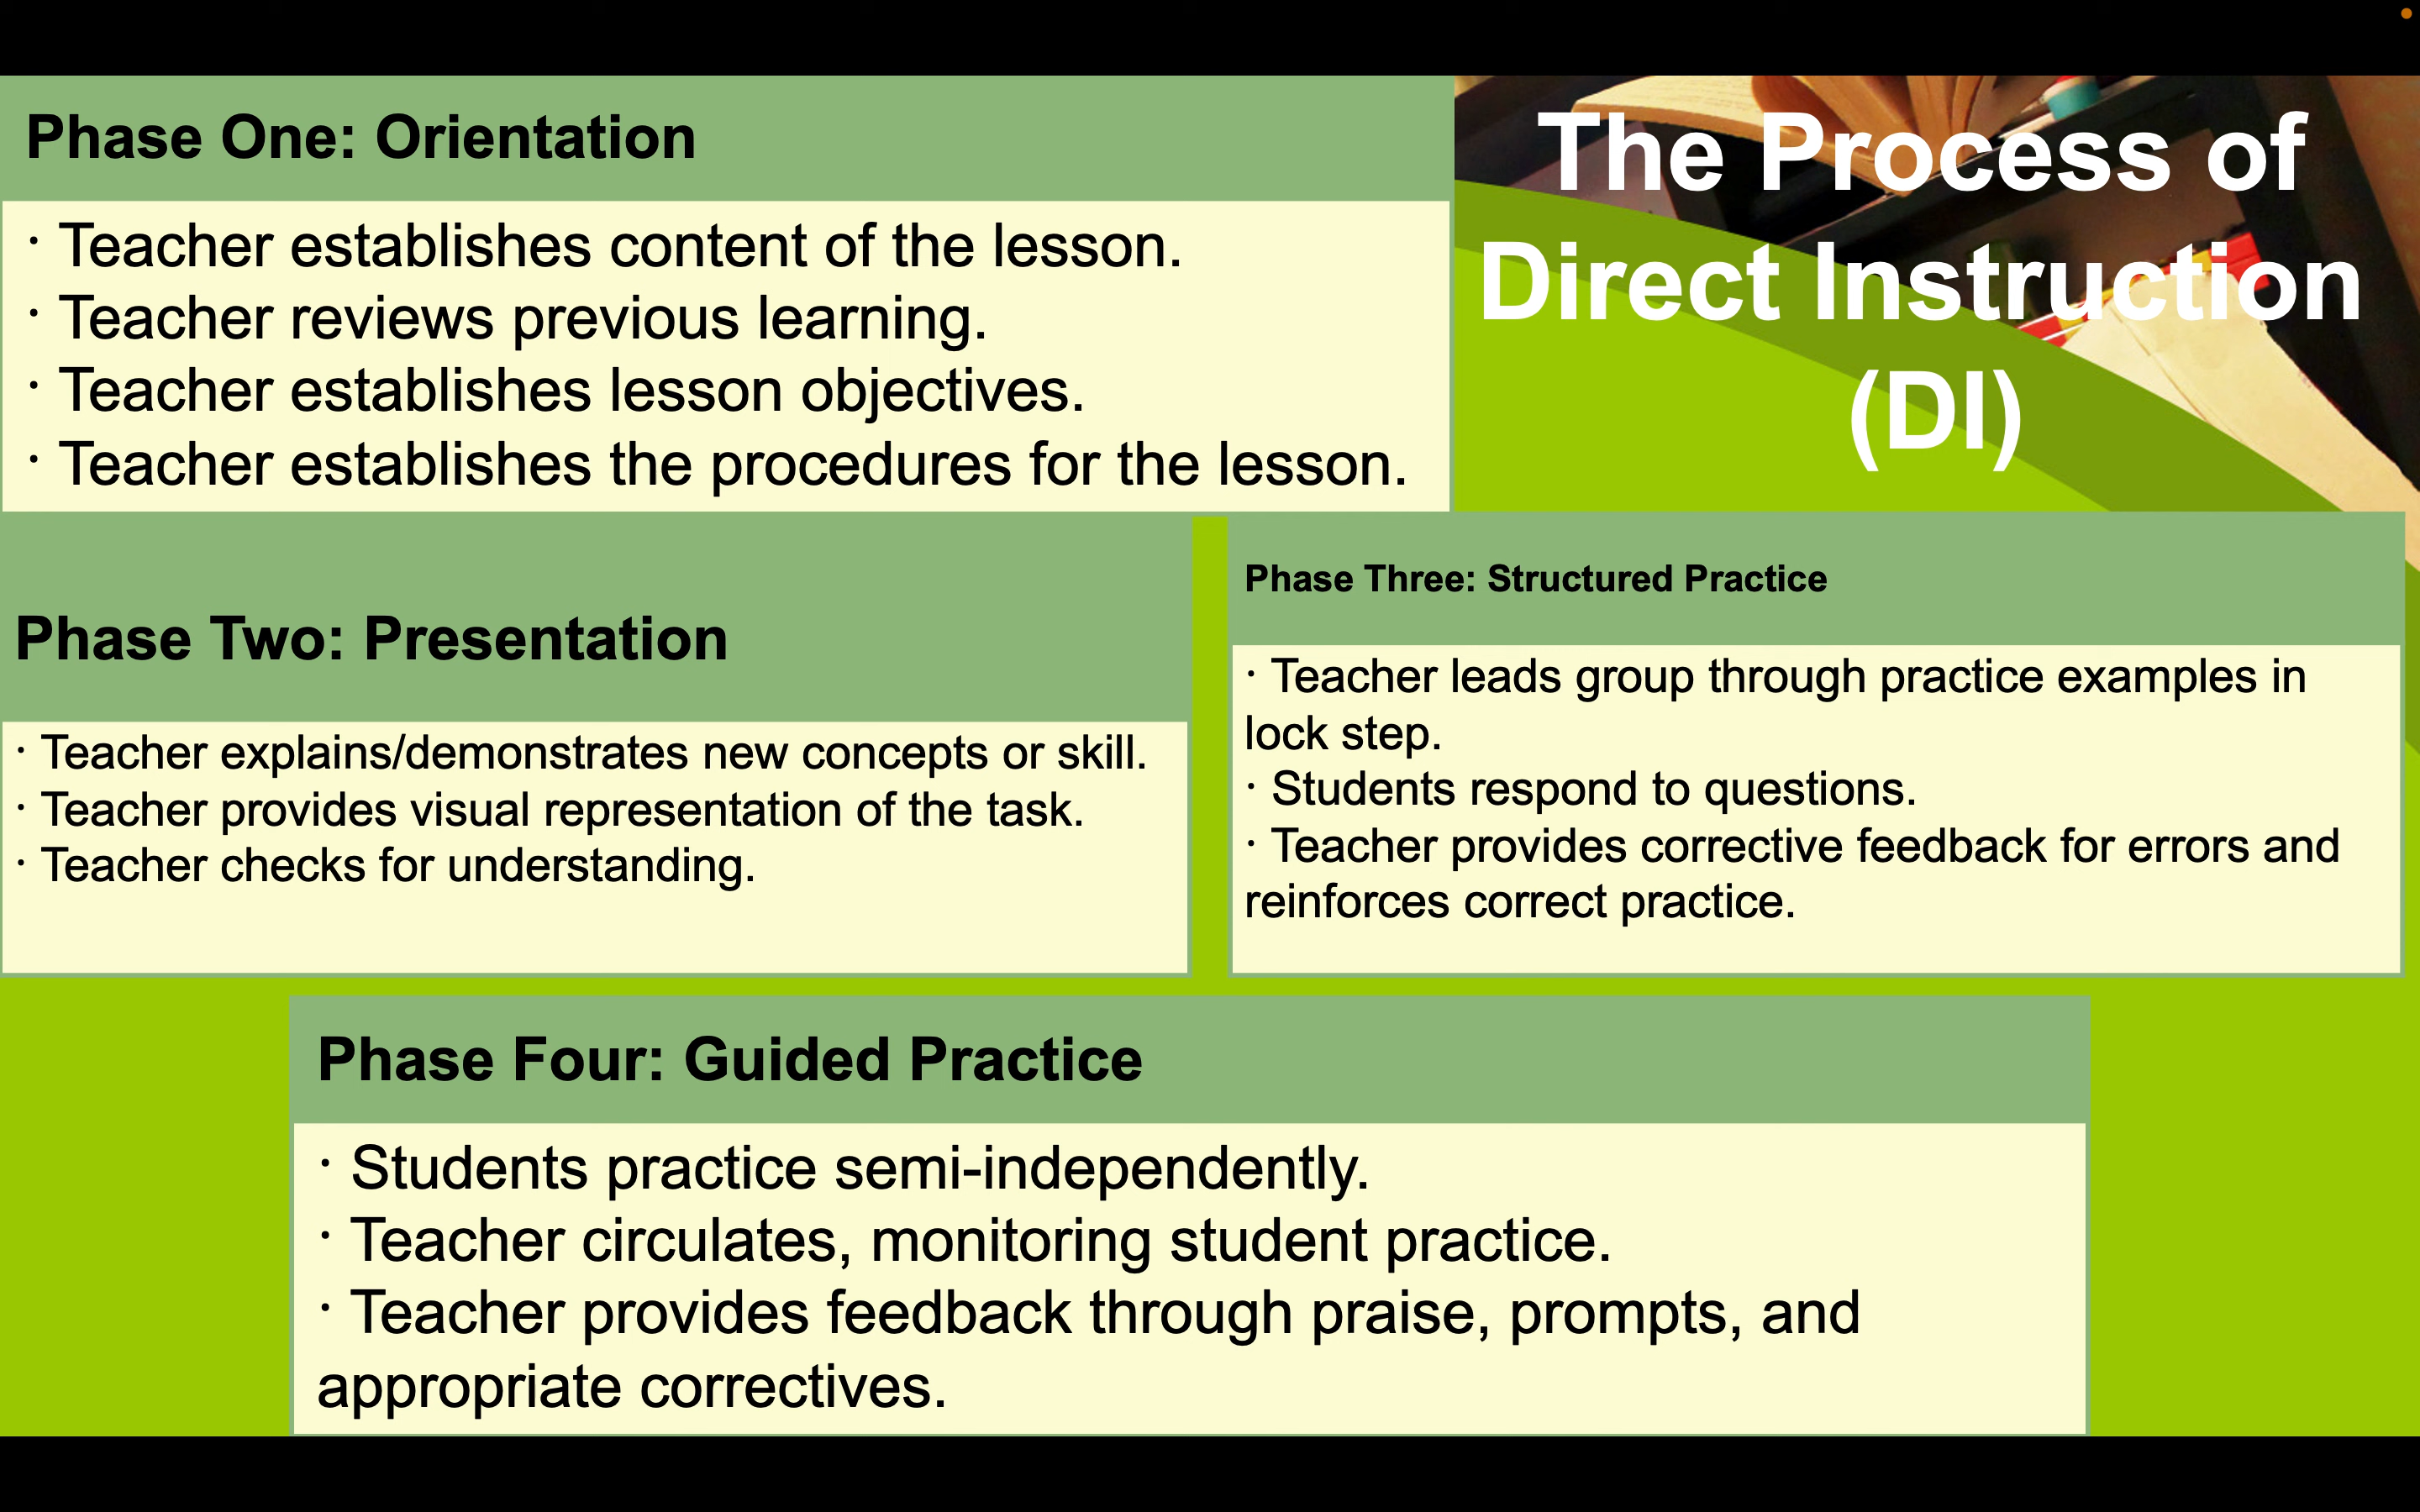 The Process of
Direct Instruction
(DI)
Phase One: Orientation
· Teacher establishes content of the lesson.
· Teacher reviews previous learning.
· Teacher establishes lesson objectives.
· Teacher establishes the procedures for the lesson.
Phase Two: Presentation
· Teacher explains/demonstrates new concepts or skill.
· Teacher provides visual representation of the task.
· Teacher checks for understanding.
Phase Three: Structured Practice
· Teacher leads group through practice examples in
lock step.
· Students respond to questions.
· Teacher provides corrective feedback for errors and
reinforces correct practice.
Phase Four: Guided Practice
· Students practice semi-independently.
· Teacher circulates, monitoring student practice.
· Teacher provides feedback through praise, prompts, and
appropriate correctives.